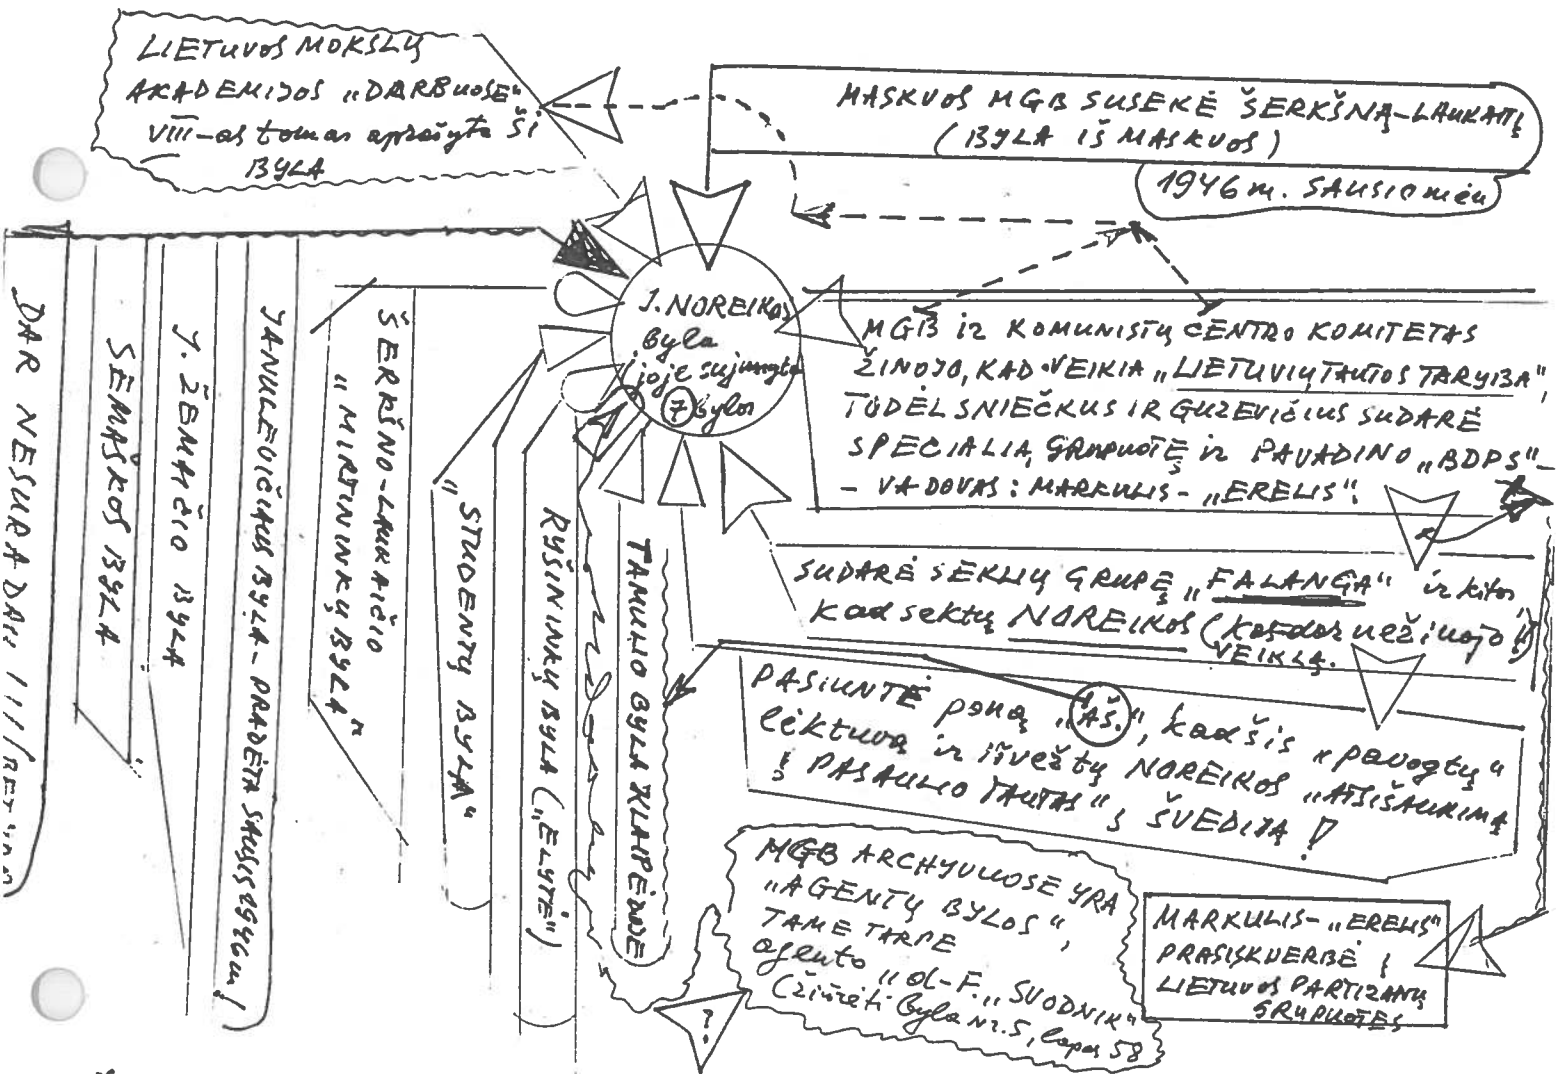 LIETUVOS MOKSLŲ
AKADEMIJOS „DARBUOSE“
VIII-as tomas aprašyta ši
BYLA
MASKVOS MGB SUSEKĖ ŠERKŠNĄ-LAUKAITĮ
(BYLA IŠ MASKVOS)
1946 m. SAUSIO mėn
J. NOREIKOS
byla
joje sujungta
7 bylos
MGB ir KOMUNISTŲ CENTRO KOMITETAS
ŽINOJO, KAD VEIKIA „LIETUVIŲ TAUTOS TARYBA“,
TODĖL SNIEČKUS IR GUZEVIČIUS SUDARĖ
SPECIALIĄ GRUPUOTĘ ir PAVADINO „BDPS“ –
– VADOVAS: MARKULIS - „ERELIS“.
SUDARĖ SEKLIŲ GRUPĘ „FALANGA“ ir kitas,
kad sektų NOREIKOS (kos dar nežinojo!)
VEIKLĄ.
PASIUNTĖ poną „AŠ.“, kad šis „pavogtų“
lėktuvą ir išvežtų NOREIKOS „ATSIŠAUKIMĄ
Į PASAULIO TAUTAS“ Į ŠVEDIJĄ!
MGB ARCHYVUOSE YRA
„AGENTŲ BYLOS“,
TAME TARPE
agento „d-F. „SVODNIK“
(žiūrėti byla nr. 5, lapas 58
?
MARKULIS - „ERELIS“
PRASISKVERBĖ Į
LIETUVOS PARTIZANŲ
GRUPUOTES
TAMULIO BYLA KLAIPĖDOJE
RYŠININKŲ BYLA („ELYTĖ“)
„STUDENTŲ BYLA“
ŠERKŠNO-LAUKAIČIO
„MIRTININKŲ BYLA“
JANULEVIČIAUS BYLA - PRADĖTA SAUSIS 1946 m!
J. ŽEMAIČIO BYLA
SEMAŠKOS BYLA
DAR NESURADAU !!!